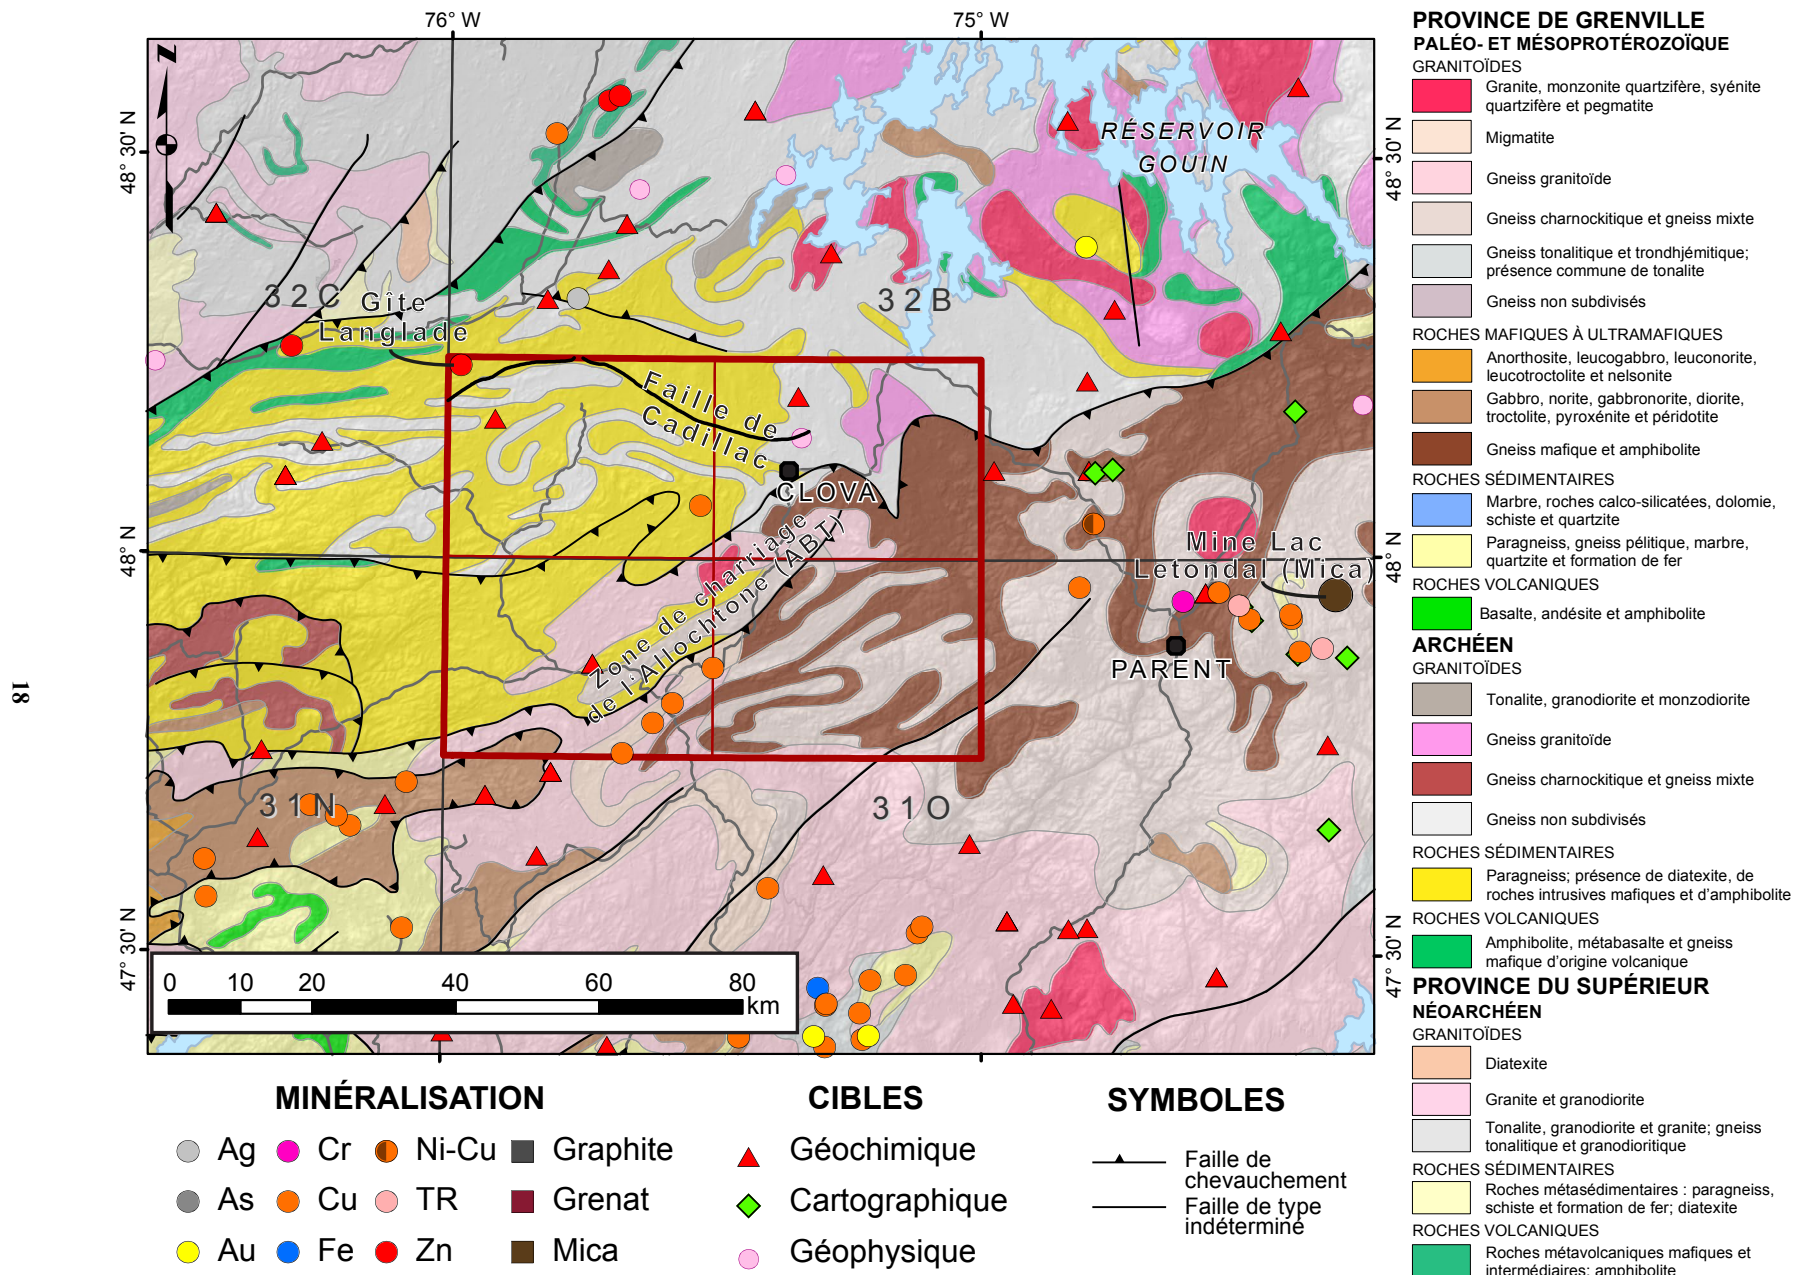 76° W
75° W
48° 30' N
48° 30' N
48° N
48° N
47° 30' N
47° 30' N
18
Z
RÉSERVOIR
GOUIN
32C
Gîte
Langlade
32B
Faille de
Cadillac
CLOVA
Zone de charriage
de l'Allochtone (ABT)
Mine Lac
Letondal (Mica)
PARENT
31N
31O
0 10 20 40 60 80
km
MINÉRALISATION
Ag
Cr
Ni-Cu
Graphite
As
Cu
TR
Grenat
Au
Fe
Zn
Mica
CIBLES
Géochimique
Cartographique
Géophysique
SYMBOLES
Faille de
chevauchement
Faille de type
indéterminé
PROVINCE DE GRENVILLE
PALÉO- ET MÉSOPROTÉROZOÏQUE
GRANITOÏDES
Granite, monzonite quartzifère, syénite
quartzifère et pegmatite
Migmatite
Gneiss granitoïde
Gneiss charnockitique et gneiss mixte
Gneiss tonalitique et trondhjémitique;
présence commune de tonalite
Gneiss non subdivisés
ROCHES MAFIQUES À ULTRAMAFIQUES
Anorthosite, leucogabbro, leuconorite,
leucotroctolite et nelsonite
Gabbro, norite, gabbronorite, diorite,
troctolite, pyroxénite et péridotite
Gneiss mafique et amphibolite
ROCHES SÉDIMENTAIRES
Marbre, roches calco-silicatées, dolomie,
schiste et quartzite
Paragneiss, gneiss pélitique, marbre,
quartzite et formation de fer
ROCHES VOLCANIQUES
Basalte, andésite et amphibolite
ARCHÉEN
GRANITOÏDES
Tonalite, granodiorite et monzodiorite
Gneiss granitoïde
Gneiss charnockitique et gneiss mixte
Gneiss non subdivisés
ROCHES SÉDIMENTAIRES
Paragneiss; présence de diatexite, de
roches intrusives mafiques et d'amphibolite
ROCHES VOLCANIQUES
Amphibolite, métabasalte et gneiss
mafique d'origine volcanique
PROVINCE DU SUPÉRIEUR
NÉOARCHÉEN
GRANITOÏDES
Diatexite
Granite et granodiorite
Tonalite, granodiorite et granite; gneiss
tonalitique et granodioritique
ROCHES SÉDIMENTAIRES
Roches métasédimentaires : paragneiss,
schiste et formation de fer; diatexite
ROCHES VOLCANIQUES
Roches métavolcaniques mafiques et
intermédiaires; amphibolite